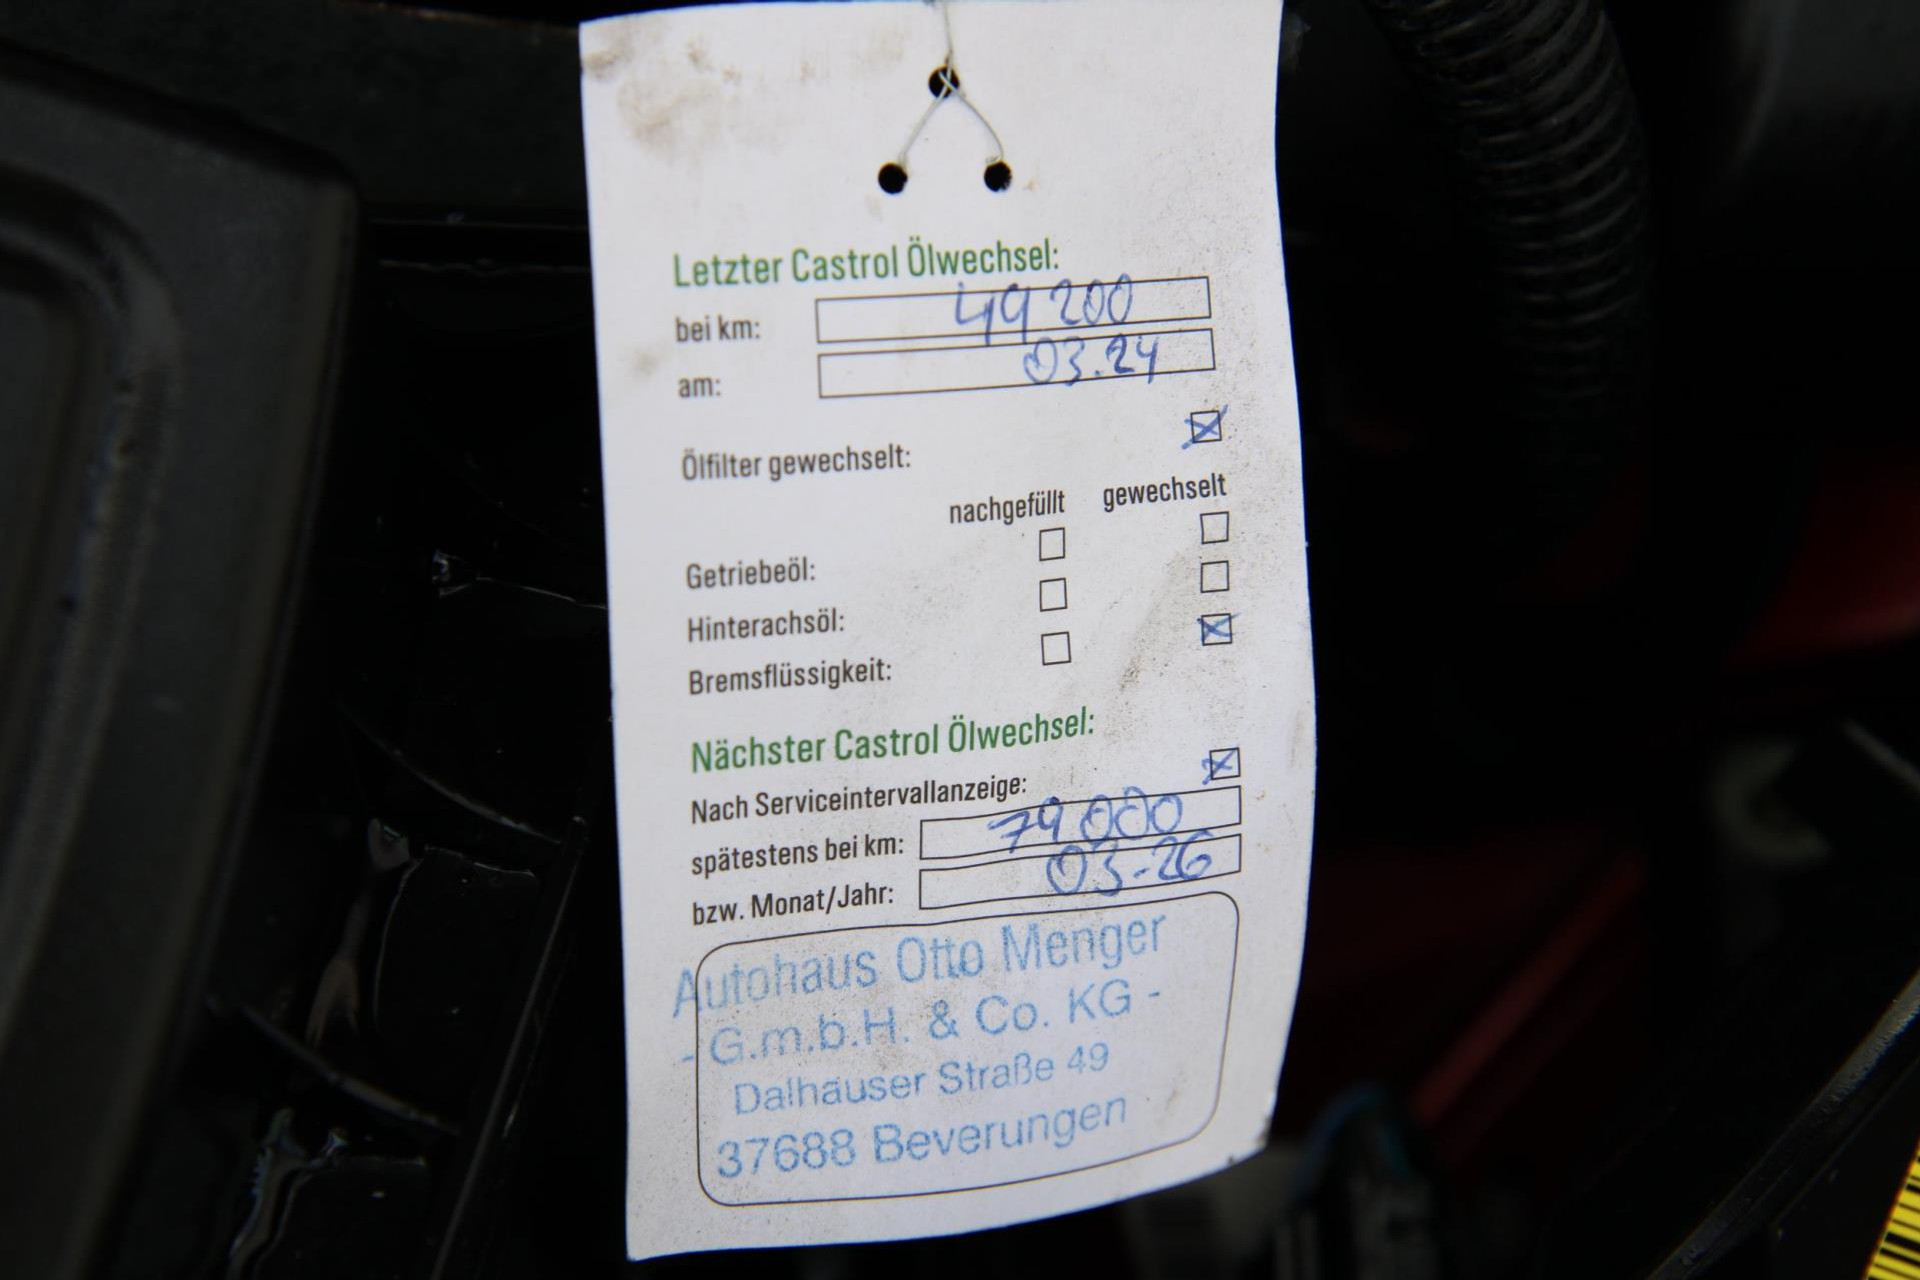 Letzter Castrol Ölwechsel:
bei km: 49 200
am: 03.24
Ölfilter gewechselt:
nachgefüllt gewechselt
Getriebeöl:
Hinterachsöl:
Bremsflüssigkeit:
Nächster Castrol Ölwechsel:
Nach Serviceintervallanzeige:
spätestens bei km: 79 000
bzw. Monat/Jahr: 03-26
Autohaus Otto Menger
- G.m.b.H. & Co. KG -
Dalhauser Straße 49
37688 Beverungen